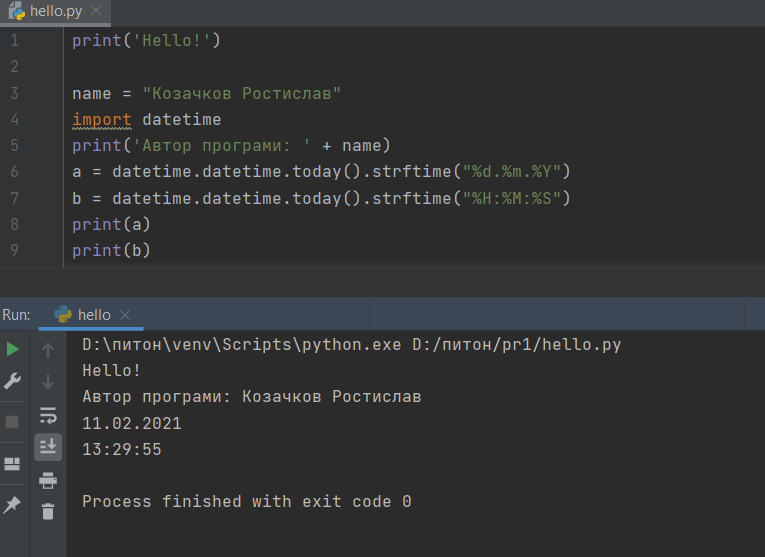 hello.py
1 print('Hello!')
2
3 name = "Козачков Ростислав"
4 import datetime
5 print('Автор програми: ' + name)
6 a = datetime.datetime.today().strftime("%d.%m.%Y")
7 b = datetime.datetime.today().strftime("%H:%M:%S")
8 print(a)
9 print(b)
Run: hello
D:\питон\venv\Scripts\python.exe D:/питон/pr1/hello.py
Hello!
Автор програми: Козачков Ростислав
11.02.2021
13:29:55
Process finished with exit code 0